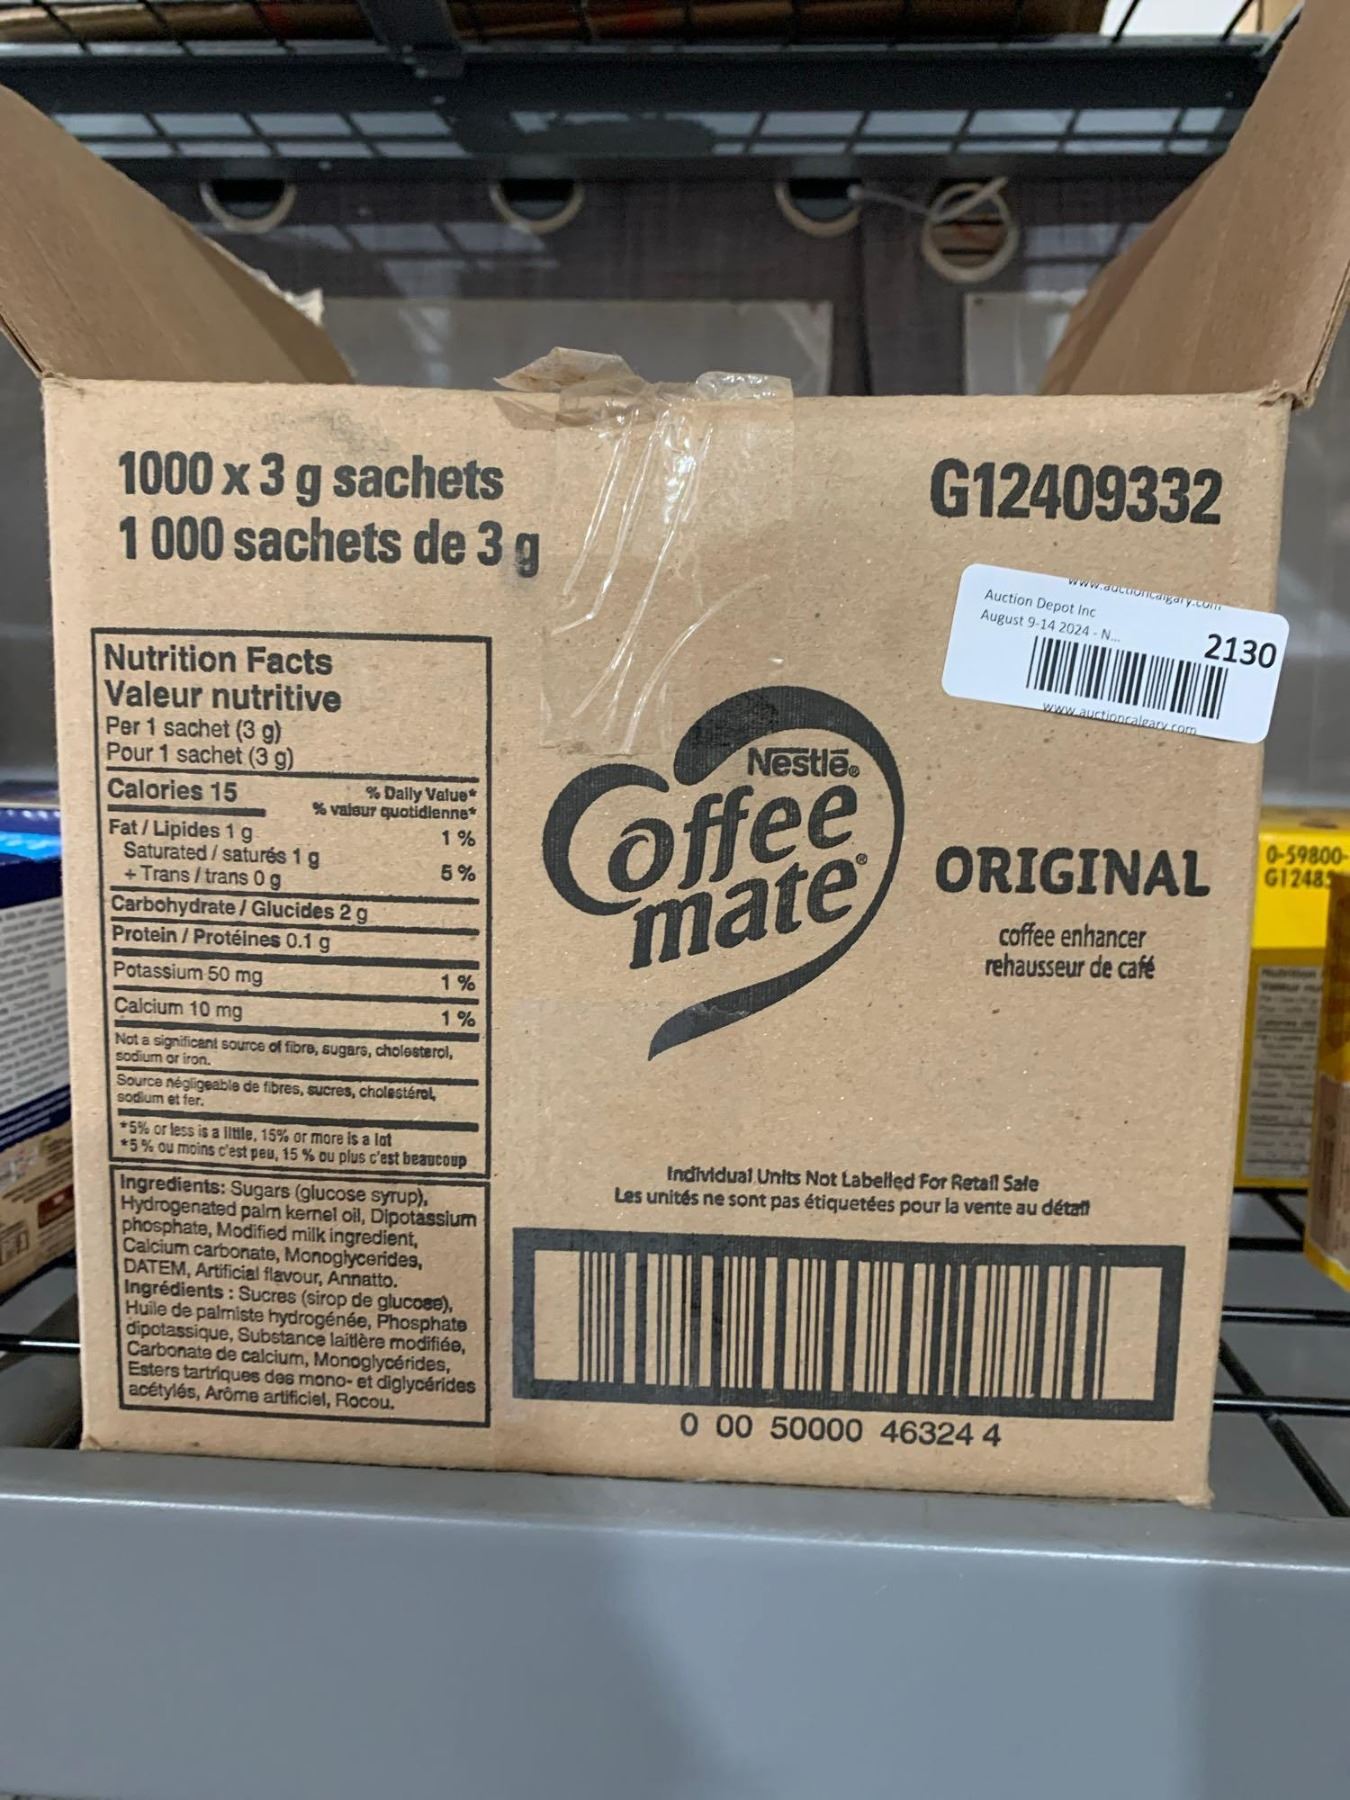 1000 x 3 g sachets
1 000 sachets de 3 g
G12409332
www.auctioncalgary.com
Auction Depot Inc
August 9-14 2024 - N...
2130
www.auctioncalgary.com
Nutrition Facts
Valeur nutritive
Per 1 sachet (3 g)
Pour 1 sachet (3 g)
Calories 15
% Daily Value*
% valeur quotidienne*
Fat / Lipides 1 g 1 %
Saturated / saturés 1 g
+ Trans / trans 0 g 5 %
Carbohydrate / Glucides 2 g
Protein / Protéines 0.1 g
Potassium 50 mg 1 %
Calcium 10 mg 1 %
Not a significant source of fibre, sugars, cholesterol,
sodium or iron.
Source négligeable de fibres, sucres, cholestérol,
sodium et fer.
*5% or less is a little, 15% or more is a lot
*5 % ou moins c'est peu, 15 % ou plus c'est beaucoup
Ingredients: Sugars (glucose syrup),
Hydrogenated palm kernel oil, Dipotassium
phosphate, Modified milk ingredient,
Calcium carbonate, Monoglycerides,
DATEM, Artificial flavour, Annatto.
Ingrédients : Sucres (sirop de glucose),
Huile de palmiste hydrogénée, Phosphate
dipotassique, Substance laitière modifiée,
Carbonate de calcium, Monoglycérides,
Esters tartriques des mono- et diglycérides
acétylés, Arôme artificiel, Rocou.
Nestlé®
Coffee
mate®
ORIGINAL
coffee enhancer
rehausseur de café
Individual Units Not Labelled For Retail Sale
Les unités ne sont pas étiquetées pour la vente au détail
0 00 50000 46324 4
0-59800-
G1248